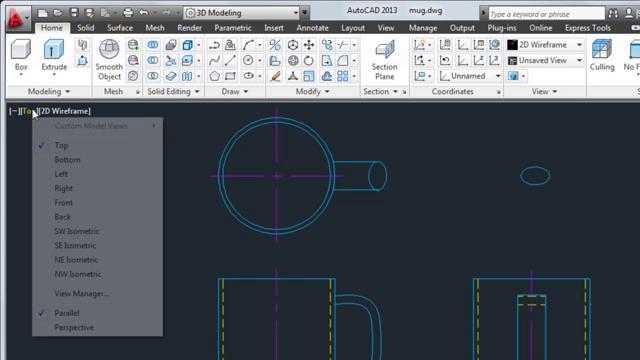 3D Modeling
AutoCAD 2013 mug.dwg
Type a keyword or phrase
Home Solid Surface Mesh Render Parametric Insert Annotate View Manage Output Plug-ins Online Express Tools
Box
Extrude
Smooth Object
Section Plane
2D Wireframe
Unsaved View
World
Unnamed
Culling
No F
Modeling
Mesh
Solid Editing
Draw
Modify
Section
Coordinates
View
[−][To][2D Wireframe]
Custom Model Views
Top
Bottom
Left
Right
Front
Back
SW Isometric
SE Isometric
NE Isometric
NW Isometric
View Manager...
Parallel
Perspective